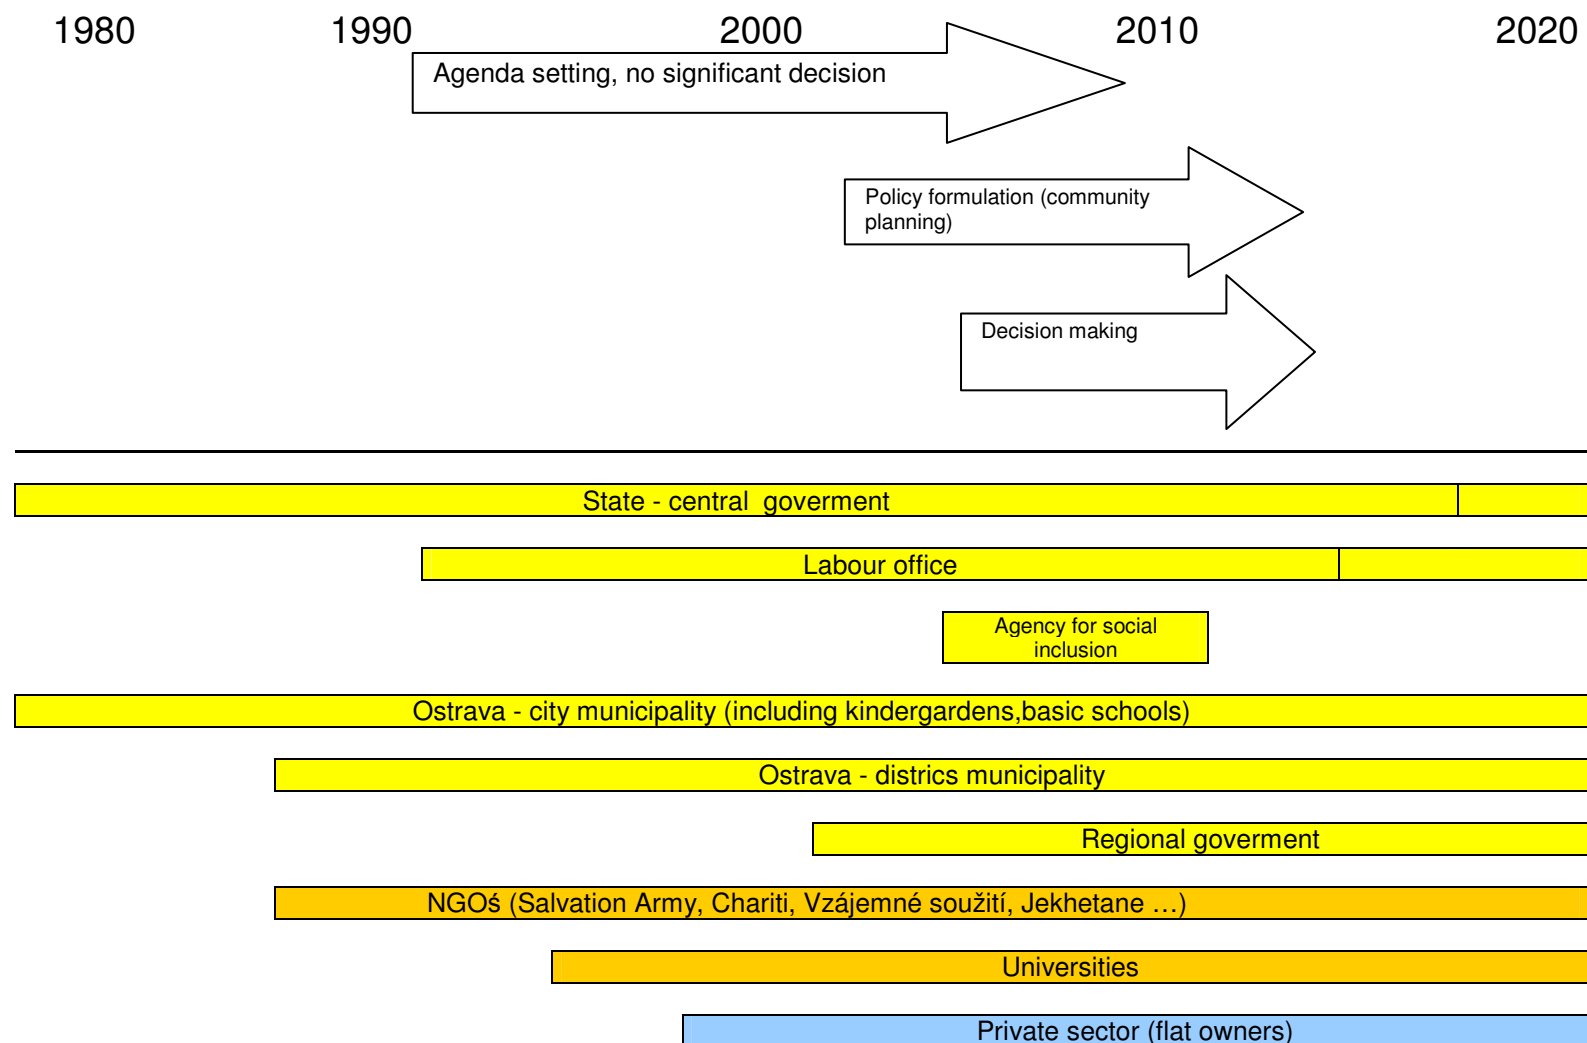 1980 1990 2000 2010 2020
Agenda setting, no significant decision
Policy formulation (community
planning)
Decision making
State - central  goverment
Labour office
Agency for social
inclusion
Ostrava - city municipality (including kindergardens,basic schools)
Ostrava - districs municipality
Regional goverment
NGOś (Salvation Army, Chariti, Vzájemné soužití, Jekhetane …)
Universities
Private sector (flat owners)